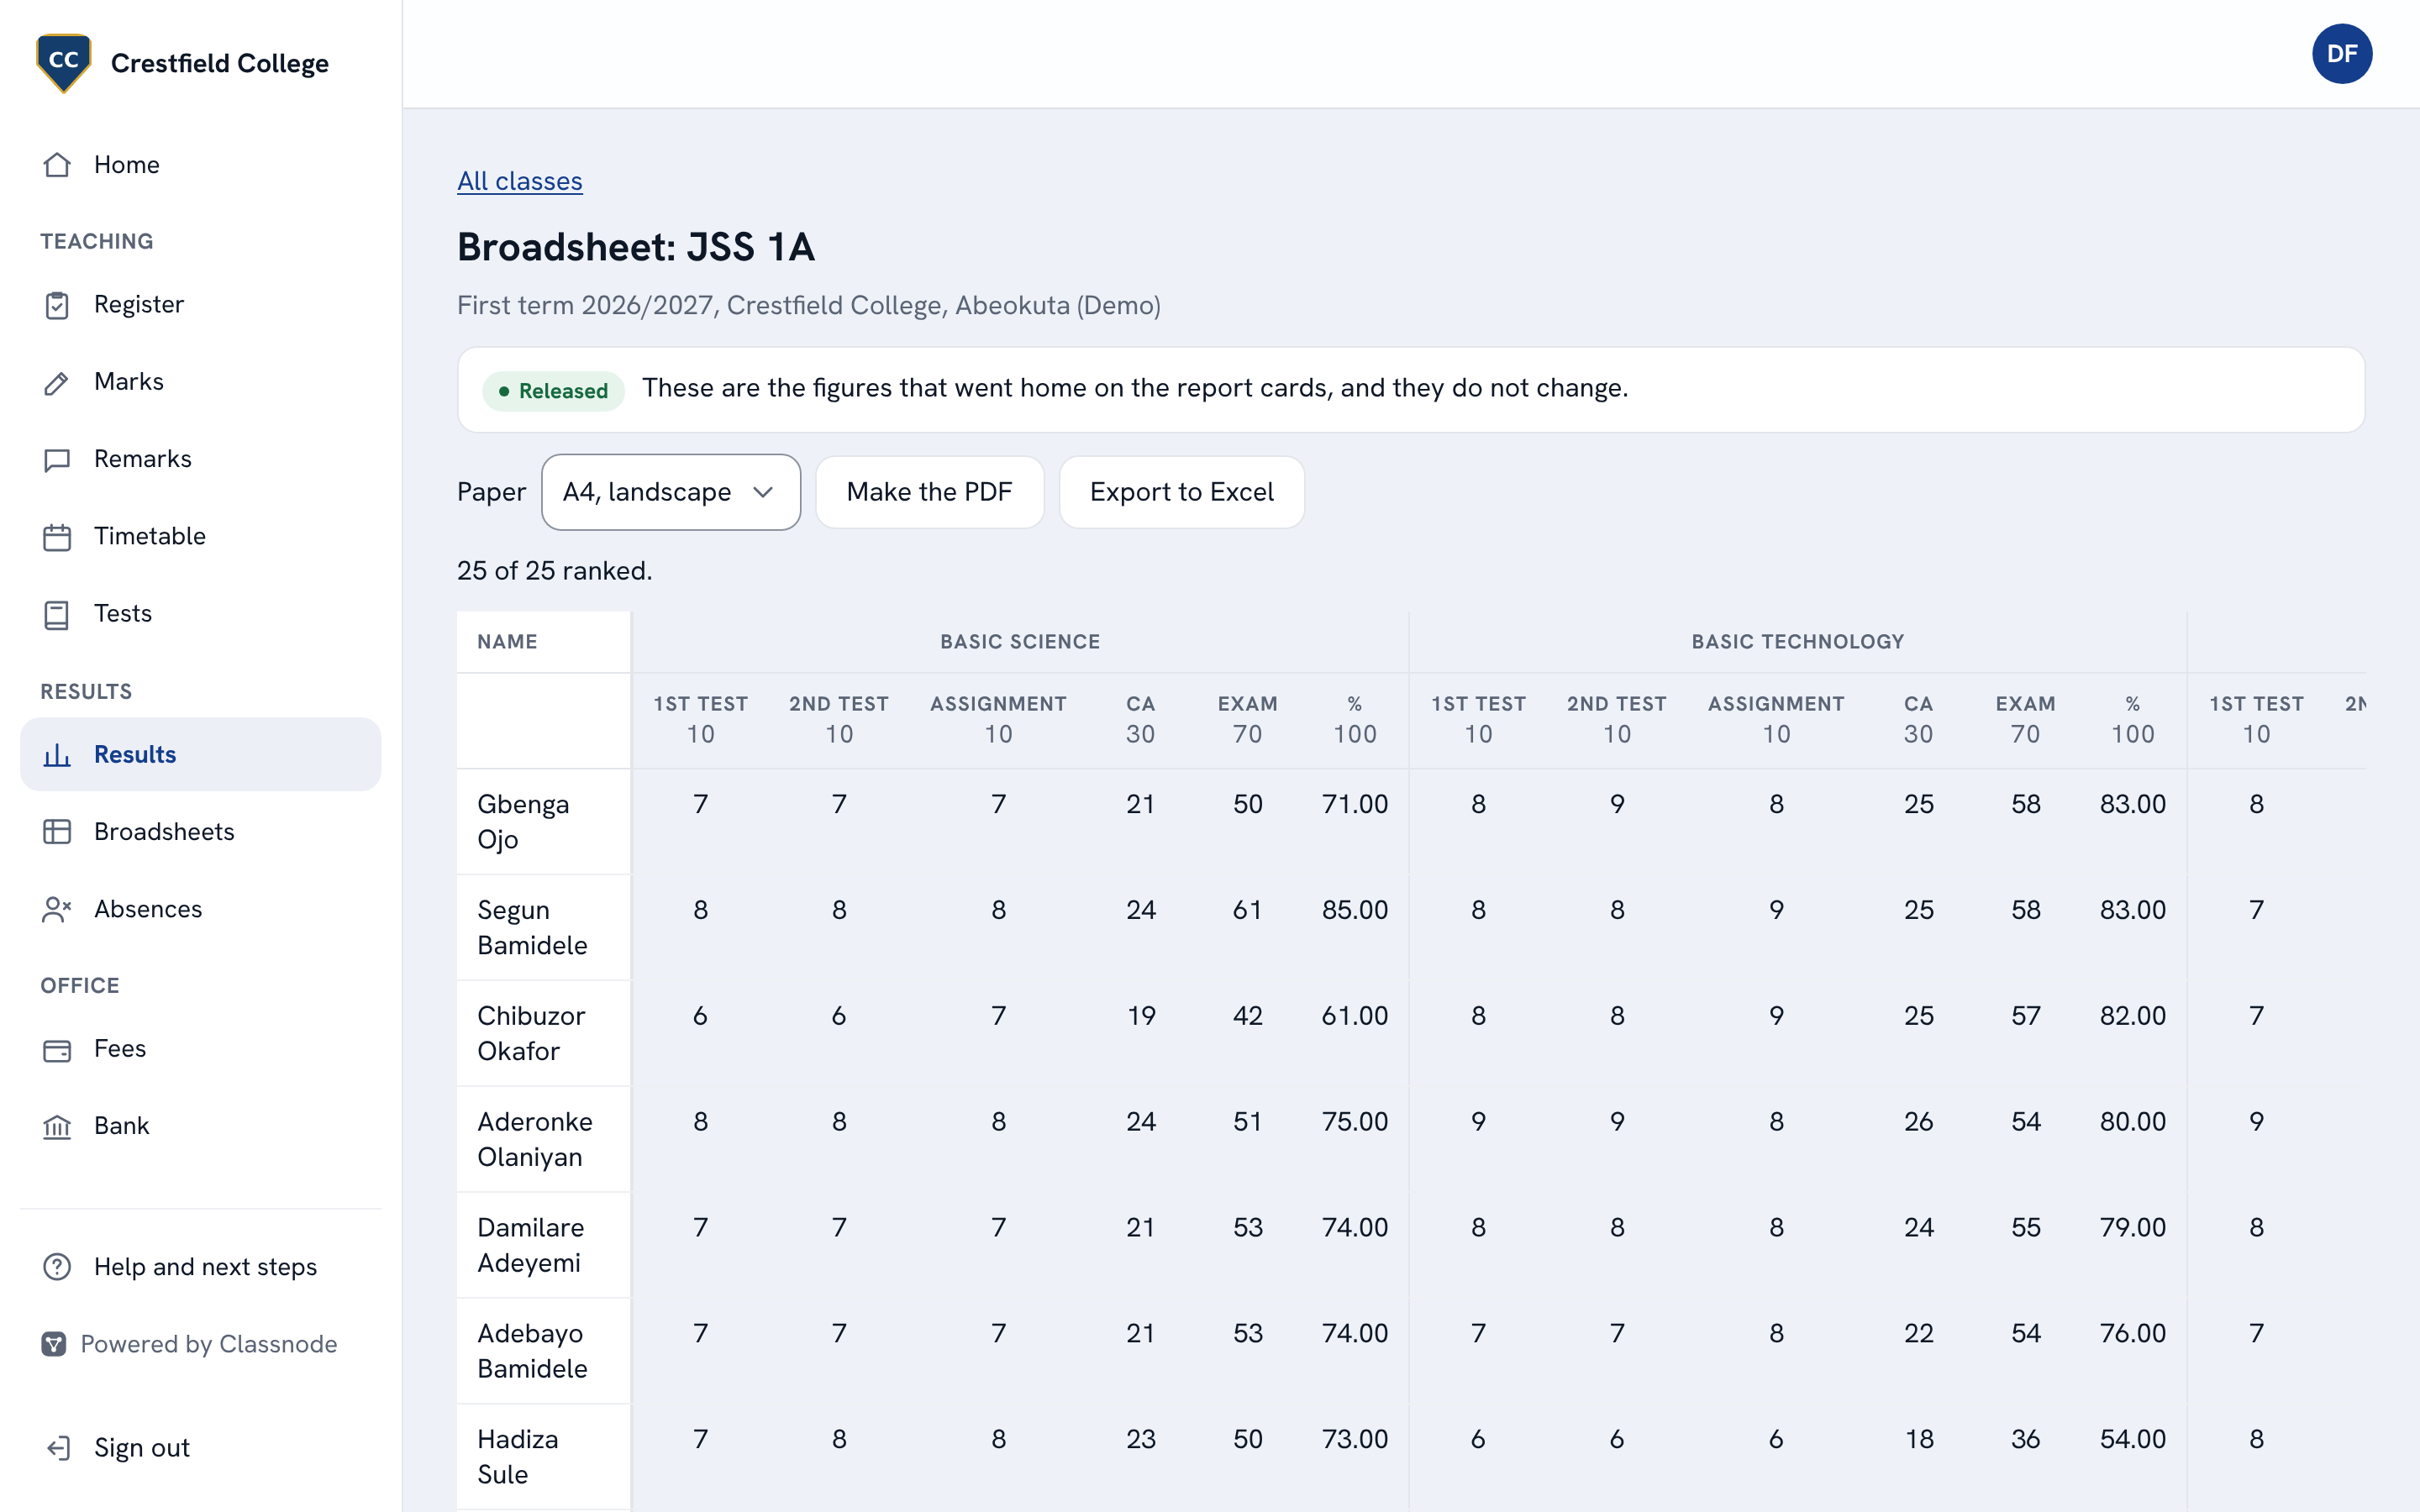 CC
Crestfield College
DF
Home
TEACHING
Register
Marks
Remarks
Timetable
Tests
RESULTS
Results
Broadsheets
Absences
OFFICE
Fees
Bank
Help and next steps
Powered by Classnode
Sign out
All classes
Broadsheet: JSS 1A
First term 2026/2027, Crestfield College, Abeokuta (Demo)
Released These are the figures that went home on the report cards, and they do not change.
Paper A4, landscape Make the PDF Export to Excel
25 of 25 ranked.
NAME BASIC SCIENCE BASIC TECHNOLOGY
1ST TEST 2ND TEST ASSIGNMENT CA EXAM % 1ST TEST 2ND TEST ASSIGNMENT CA EXAM % 1ST TEST
10 10 10 30 70 100 10 10 10 30 70 100 10
Gbenga 7 7 7 21 50 71.00 8 9 8 25 58 83.00 8
Ojo
Segun 8 8 8 24 61 85.00 8 8 9 25 58 83.00 7
Bamidele
Chibuzor 6 6 7 19 42 61.00 8 8 9 25 57 82.00 7
Okafor
Aderonke 8 8 8 24 51 75.00 9 9 8 26 54 80.00 9
Olaniyan
Damilare 7 7 7 21 53 74.00 8 8 8 24 55 79.00 8
Adeyemi
Adebayo 7 7 7 21 53 74.00 7 7 8 22 54 76.00 7
Bamidele
Hadiza 7 8 8 23 50 73.00 6 6 6 18 36 54.00 8
Sule